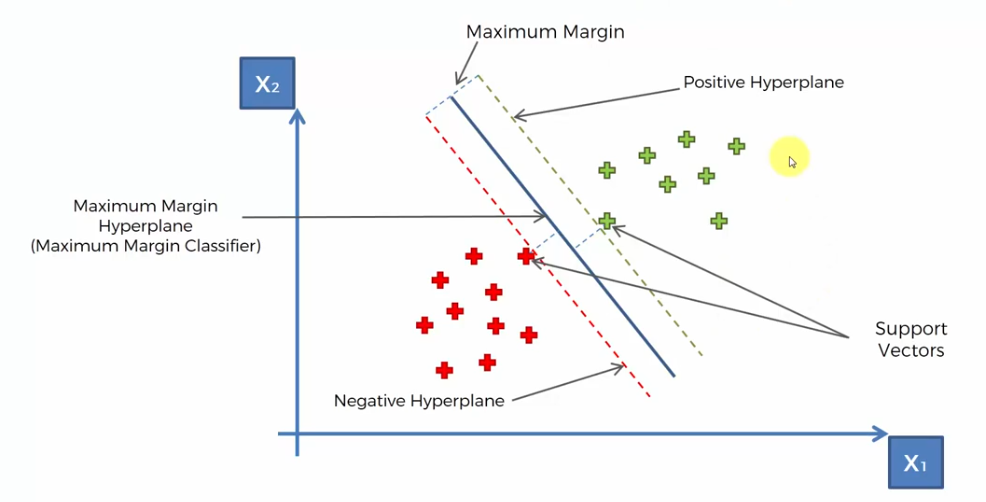 Maximum Margin
X2
Positive Hyperplane
Maximum Margin
Hyperplane
(Maximum Margin Classifier)
Support
Vectors
Negative Hyperplane
X1